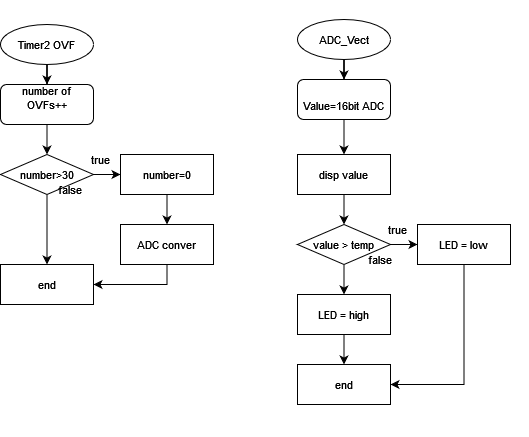 Timer2 OVF
number of
OVFs++
number>30
true
false
number=0
ADC conver
end
ADC_Vect
Value=16bit ADC
disp value
value > temp
true
false
LED = low
LED = high
end